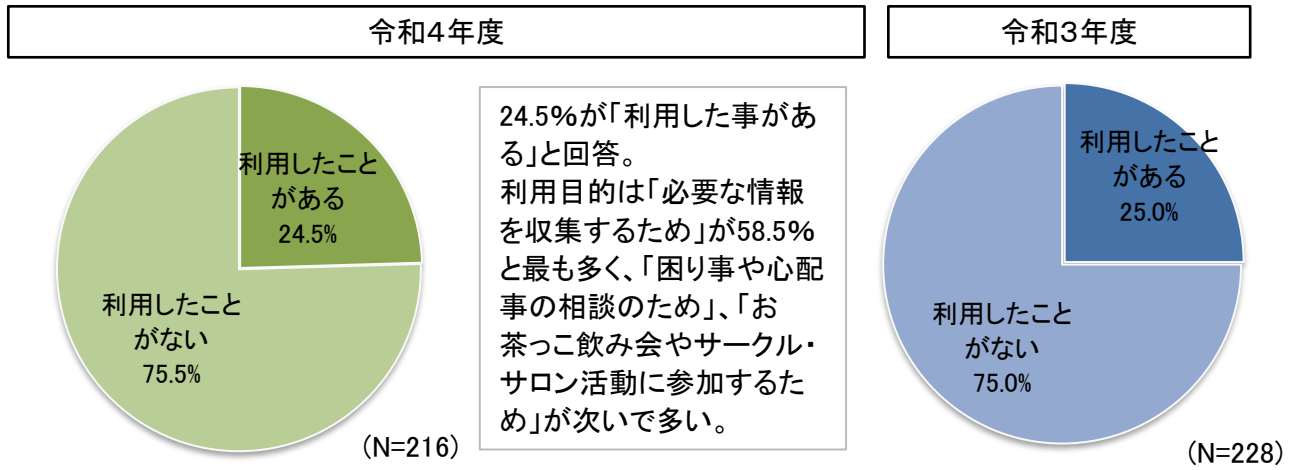 令和4年度
利用したこと
がある
24.5%
利用したこと
がない
75.5%
(N=216)
24.5%が「利用した事があ
る」と回答。
利用目的は「必要な情報
を収集するため」が58.5%
と最も多く、「困り事や心配
事の相談のため」、「お
茶っこ飲み会やサークル・
サロン活動に参加するた
め」が次いで多い。
令和3年度
利用したこと
がある
25.0%
利用したこと
がない
75.0%
(N=228)